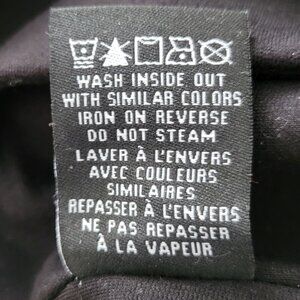 WASH INSIDE OUT
WITH SIMILAR COLORS
IRON ON REVERSE
DO NOT STEAM
LAVER À L'ENVERS
AVEC COULEURS
SIMILAIRES
REPASSER À L'ENVERS
NE PAS REPASSER
À LA VAPEUR